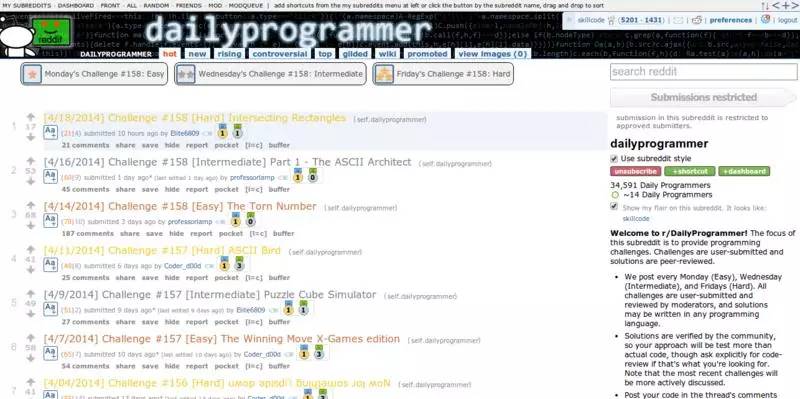 MY SUBREDDITS DASHBOARD FRONT - ALL - RANDOM - FRIENDS - MOD - MODQUEUE | add shortcuts from the my subreddits menu at left or click the button by the subreddit name, drag and drop to sort
reddit
dailyprogrammer
skillcode (5201 · 1431) | preferences | logout
DAILYPROGRAMMER hot new rising controversial top gilded wiki promoted view images (0)
Monday's Challenge #158: Easy
Wednesday's Challenge #158: Intermediate
Friday's Challenge #158: Hard
1
17
[4/18/2014] Challenge #158 [Hard] Intersecting Rectangles (self.dailyprogrammer)
Aa submitted 10 hours ago by Elite6809 1 1
21 comments share save hide report pocket [l=c] buffer
2
53
[4/16/2014] Challenge #158 [Intermediate] Part 1 - The ASCII Architect (self.dailyprogrammer)
Aa submitted 1 day ago* (last edited 1 day ago) by professorlamp 1 0
45 comments share save hide report pocket [l=c] buffer
3
68
[4/14/2014] Challenge #158 [Easy] The Torn Number (self.dailyprogrammer)
Aa submitted 2 days ago by professorlamp 1 0
187 comments share save hide report pocket [l=c] buffer
4
41
[4/11/2014] Challenge #157 [Hard] ASCII Bird (self.dailyprogrammer)
Aa submitted 6 days ago by Coder_d00d 1 3
25 comments share save hide report pocket [l=c] buffer
5
49
[4/9/2014] Challenge #157 [Intermediate] Puzzle Cube Simulator (self.dailyprogrammer)
Aa submitted 9 days ago* (last edited 9 days ago) by Elite6809 1 1
27 comments share save hide report pocket [l=c] buffer
6
58
[4/7/2014] Challenge #157 [Easy] The Winning Move X-Games edition (self.dailyprogrammer)
Aa submitted 10 days ago* (last edited 10 days ago) by Coder_d00d 1 3
54 comments share save hide report pocket [l=c] buffer
7
41
[4/04/2014] Challenge #156 [Hard] (self.dailyprogrammer)
search reddit
Submissions restricted
submission in this subreddit is restricted to
approved submitters.
dailyprogrammer
Use subreddit style
unsubscribe +shortcut +dashboard
34,591 Daily Programmers
~14 Daily Programmers
Show my flair on this subreddit. It looks like:
skillcode
Welcome to r/DailyProgrammer! The focus of
this subreddit is to provide programming
challenges. Challenges are user-submitted and
solutions are peer-reviewed.
• We post every Monday (Easy), Wednesday
(Intermediate), and Fridays (Hard). All
challenges are user-submitted and
reviewed by moderators, and solutions
may be written in any programming
language.
• Solutions are verified by the community,
so your approach will be test more than
actual code, though ask explicitly for code-
review if that's what you're looking for.
Note that the most recent challenges will
be more actively discussed.
• Post your code in the thread's comments